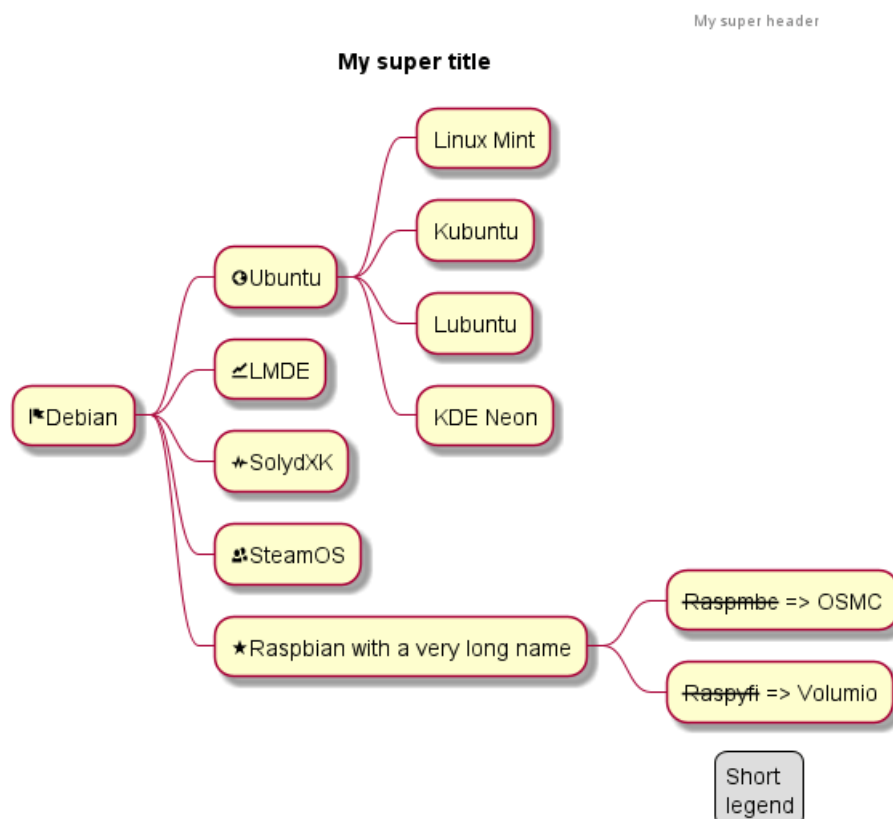 My super header
My super title
Linux Mint
Kubuntu
Ubuntu
Lubuntu
LMDE
Debian
KDE Neon
SolydXK
SteamOS
Raspmbc => OSMC
Raspbian with a very long name
Raspyfi => Volumio
Short
legend